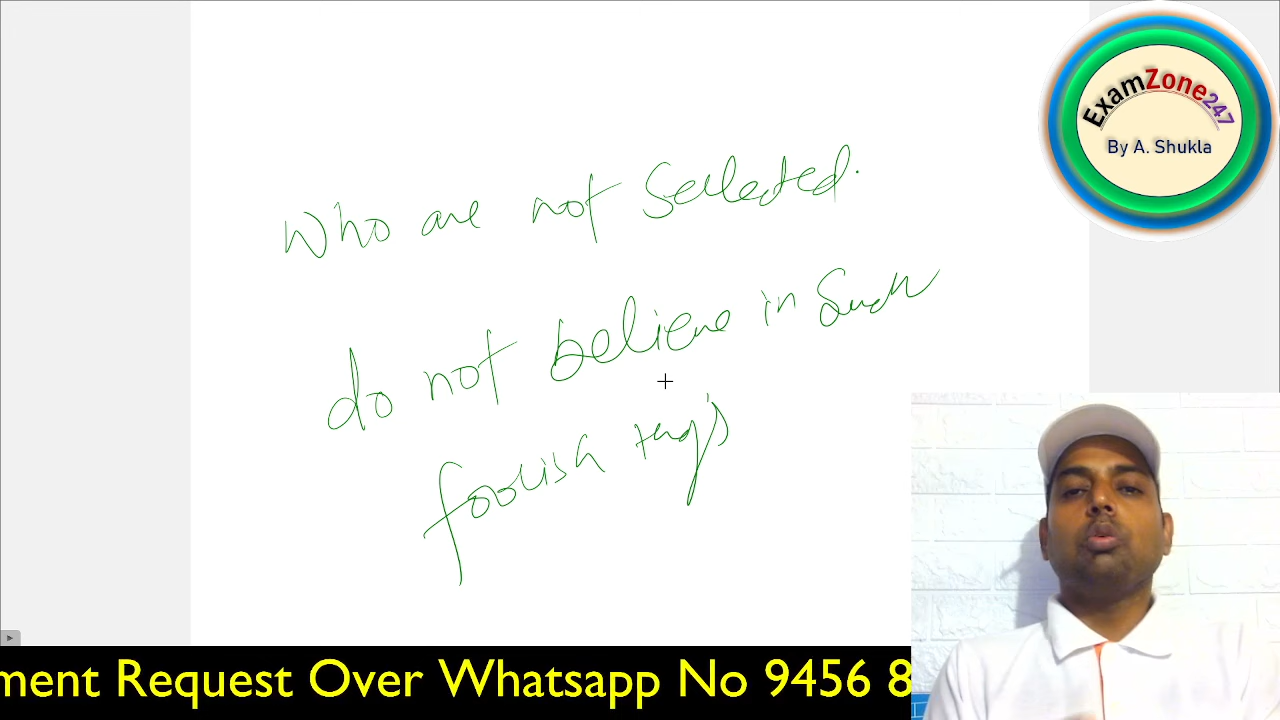 ExamZone247
By A. Shukla
Who are not Selected.
do not believe in Such
foolish
ment Request Over Whatsapp No 9456 8